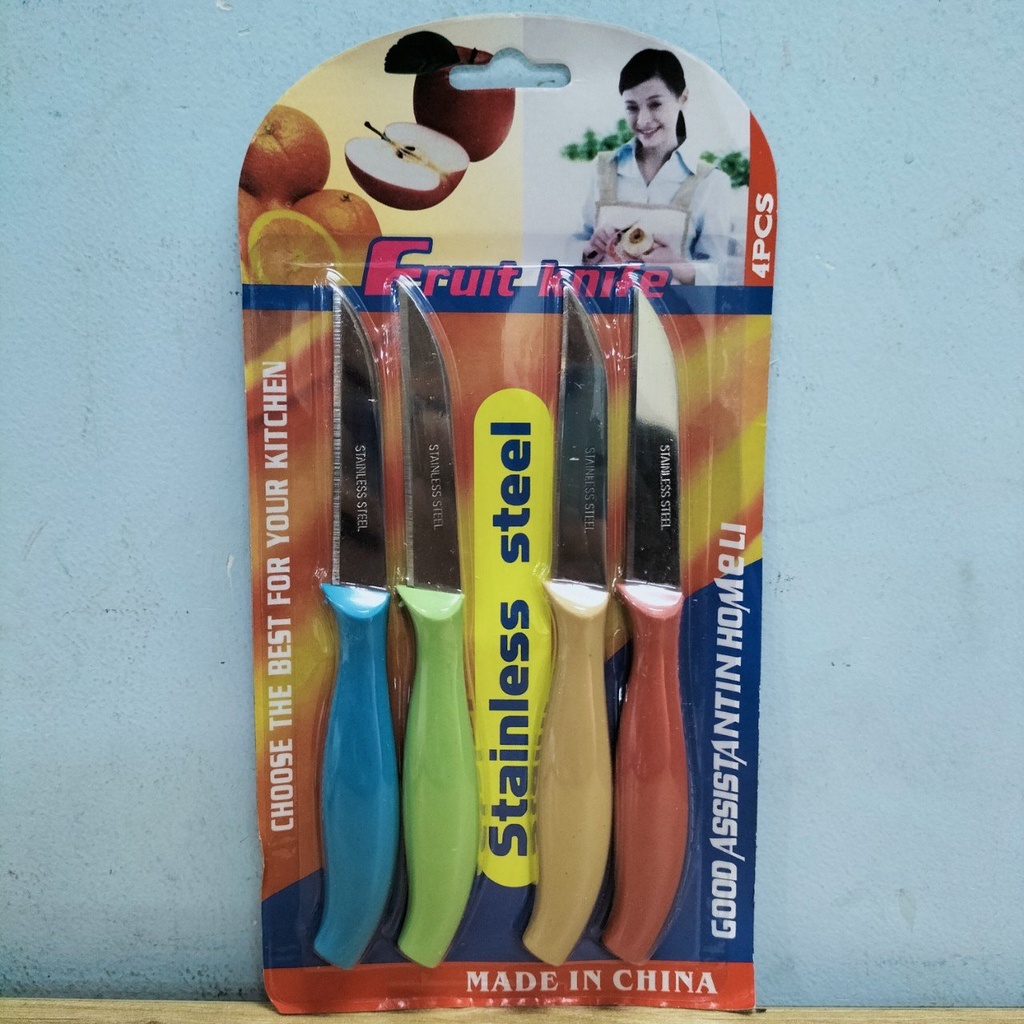 4PCS
Fruit knife
CHOOSE THE BEST FOR YOUR KITCHEN
STAINLESS STEEL
STAINLESS STEEL
Stainless steel
STAINLESS STEEL
STAINLESS STEEL
GOOD ASSISTANTIN HOMeLI
MADE IN CHINA